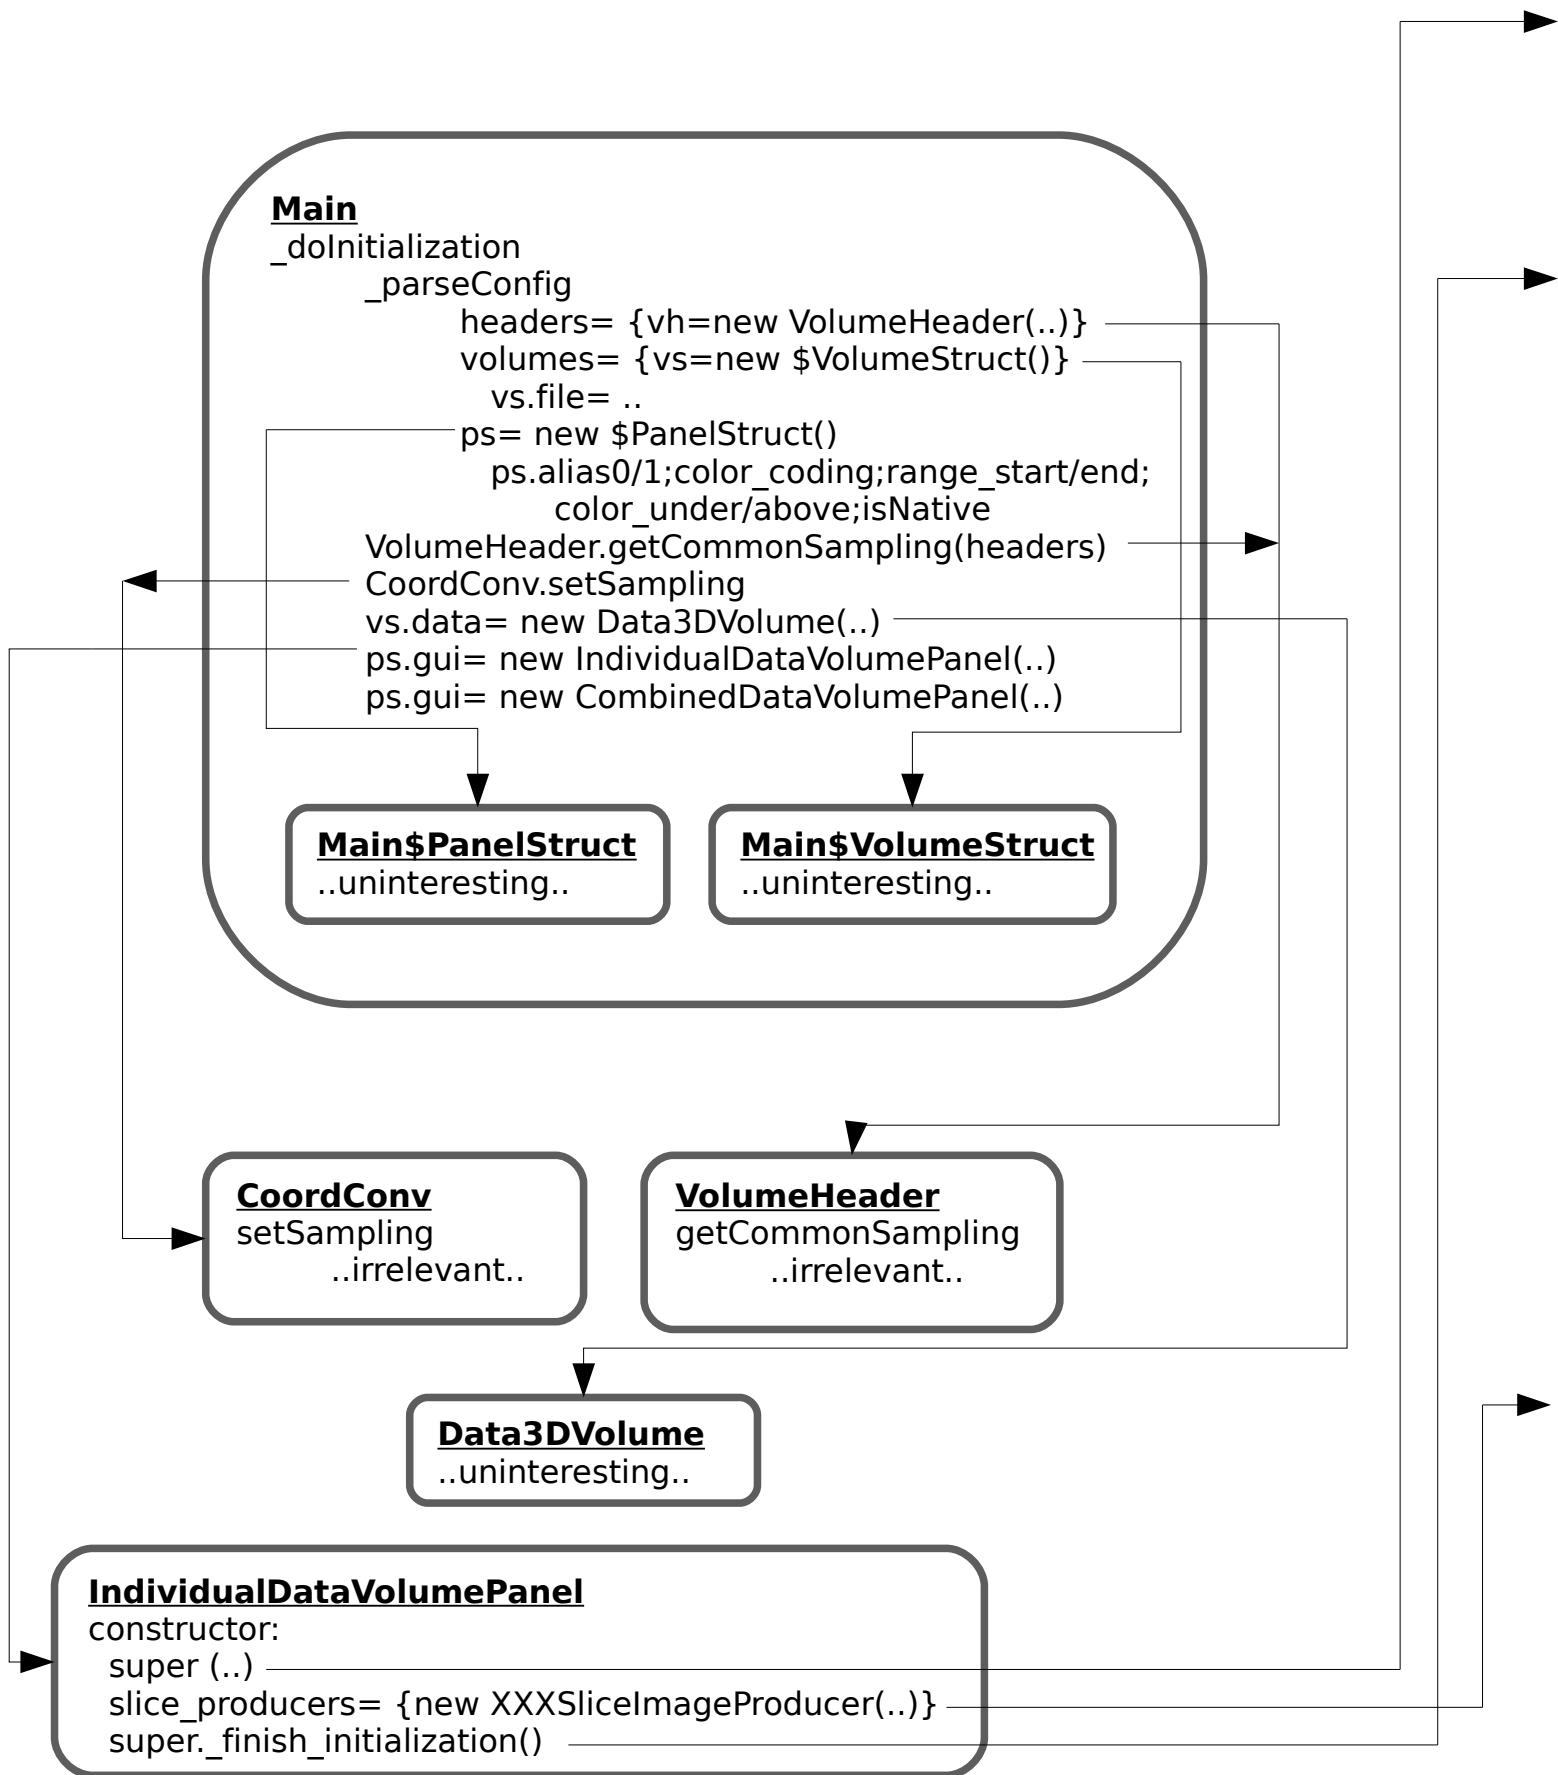 Main
_doInitialization
_parseConfig
headers= {vh=new VolumeHeader(..)}
volumes= {vs=new $VolumeStruct()}
vs.file= ..
ps= new $PanelStruct()
ps.alias0/1;color_coding;range_start/end;
color_under/above;isNative
VolumeHeader.getCommonSampling(headers)
CoordConv.setSampling
vs.data= new Data3DVolume(..)
ps.gui= new IndividualDataVolumePanel(..)
ps.gui= new CombinedDataVolumePanel(..)
Main$PanelStruct
..uninteresting..
Main$VolumeStruct
..uninteresting..
CoordConv
setSampling
..irrelevant..
VolumeHeader
getCommonSampling
..irrelevant..
Data3DVolume
..uninteresting..
IndividualDataVolumePanel
constructor:
super (..)
slice_producers= {new XXXSliceImageProducer(..)}
super._finish_initialization()